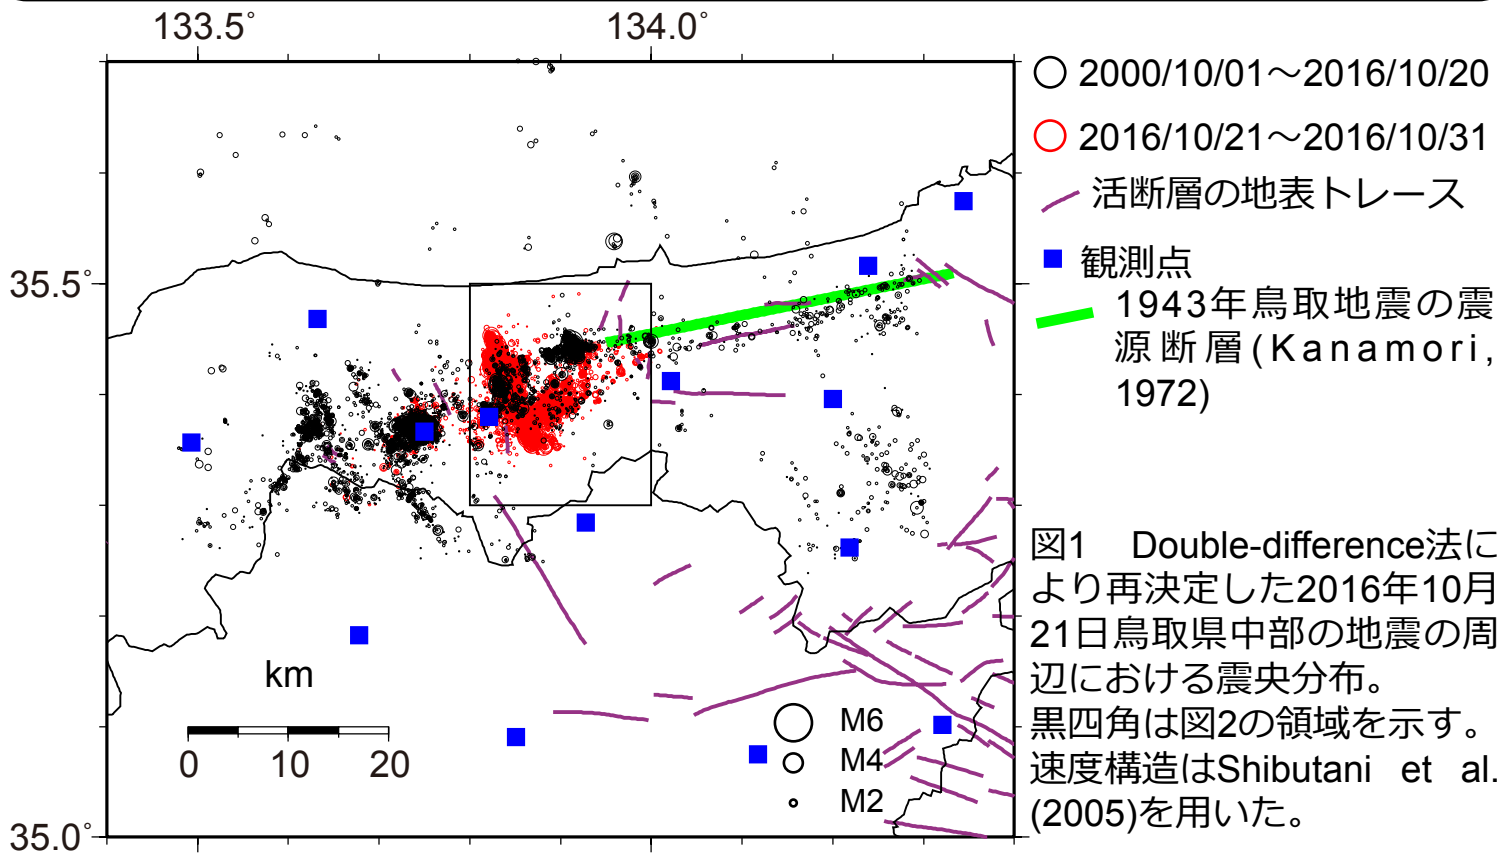 133.5°
134.0°
35.5°
35.0°
2000/10/01～2016/10/20
2016/10/21～2016/10/31
活断層の地表トレース
観測点
1943年鳥取地震の震
源断層(Kanamori,
1972)
km
0 10 20
M6
M4
M2
図1 Double-difference法に
より再決定した2016年10月
21日鳥取県中部の地震の周
辺における震央分布。
黒四角は図2の領域を示す。
速度構造はShibutani et al.
(2005)を用いた。